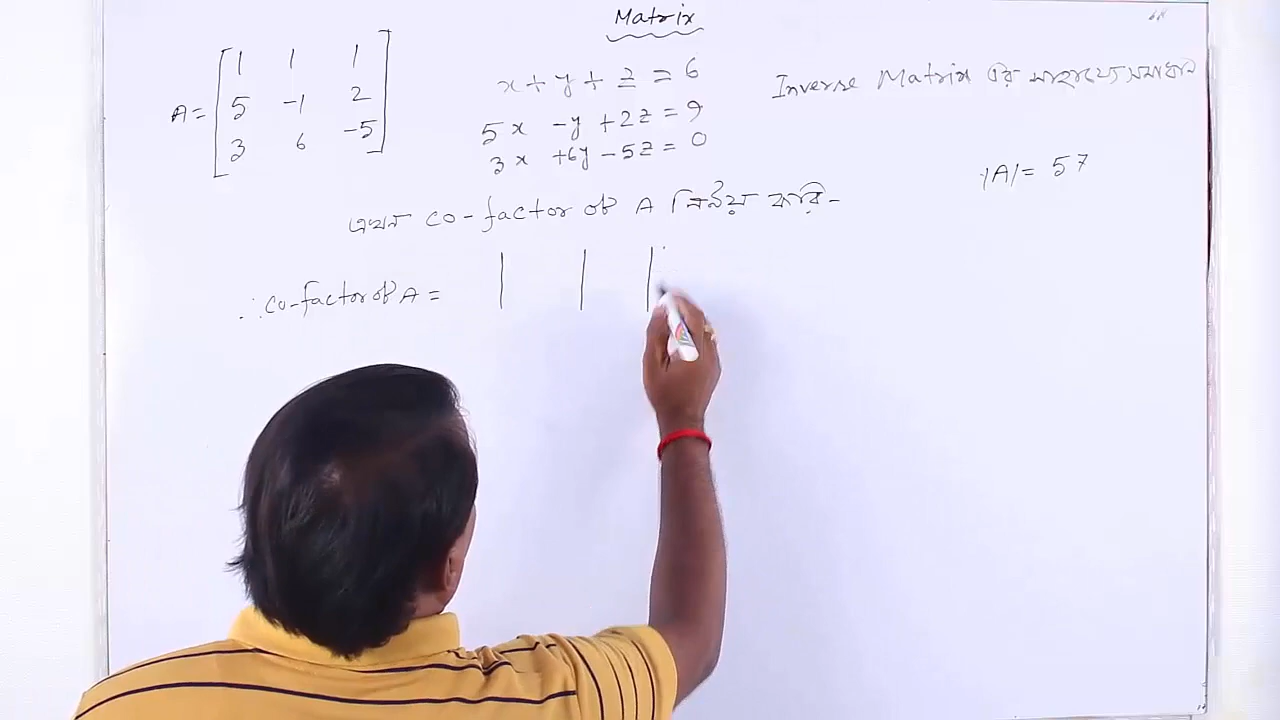 Matrix
A = [ 1 1 1
5 -1 2
3 6 -5 ]
x + y + z = 6
5x - y + 2z = 9
3x + 6y - 5z = 0
Inverse Matrix এর সাহায্যে সমাধান
|A| = 57
এখন co-factor of A নির্ণয় করি-
∴ co-factor of A =